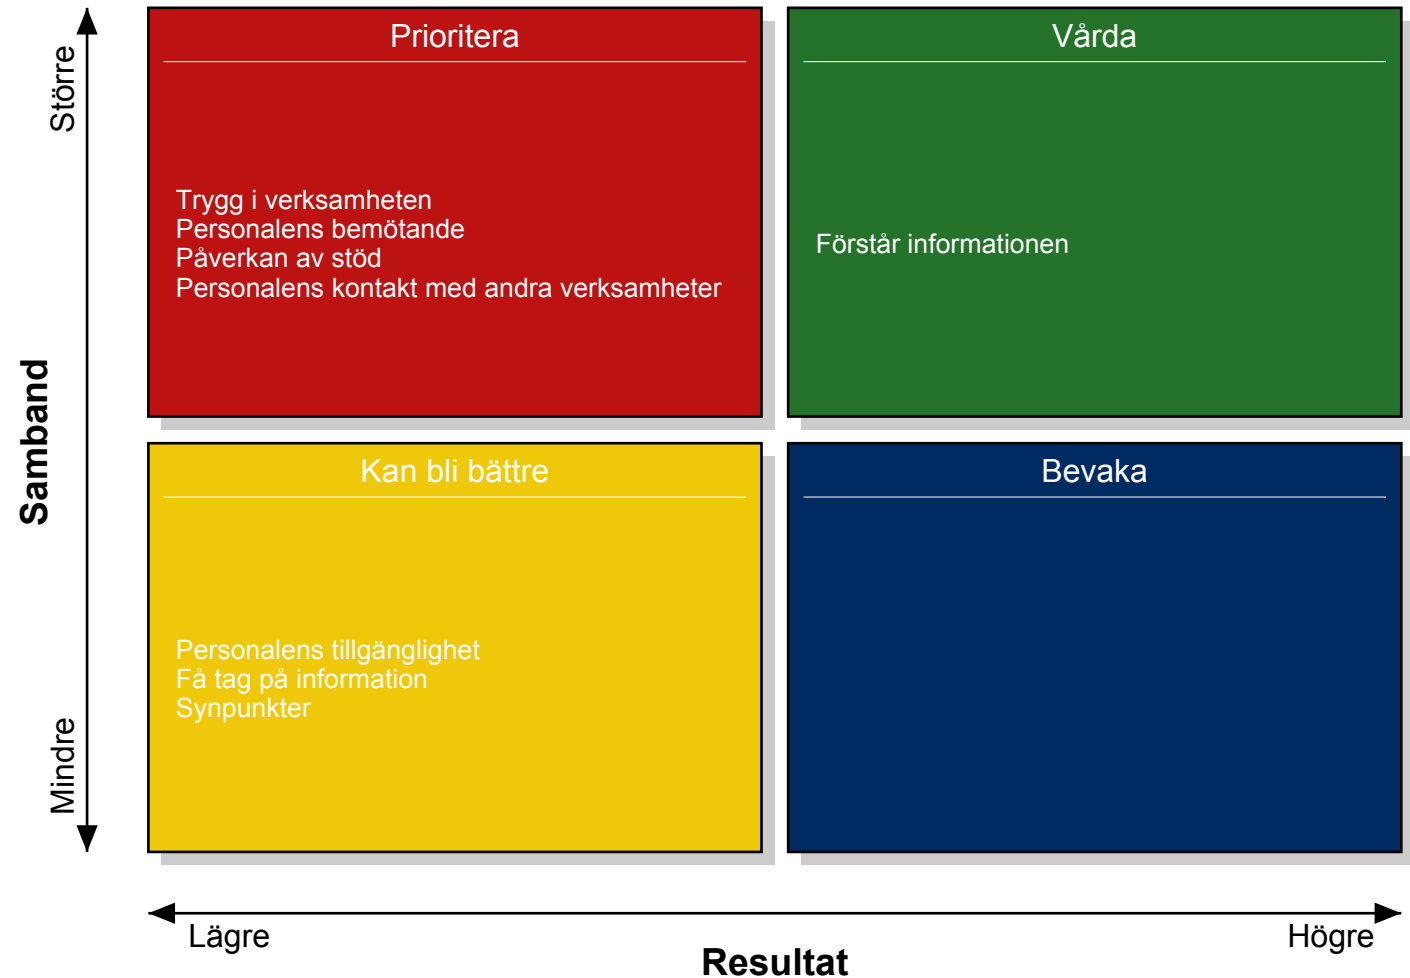 Större
Samband
Mindre
Prioritera
Trygg i verksamheten
Personalens bemötande
Påverkan av stöd
Personalens kontakt med andra verksamheter
Vårda
Förstår informationen
Kan bli bättre
Personalens tillgänglighet
Få tag på information
Synpunkter
Bevaka
Lägre
Resultat
Högre